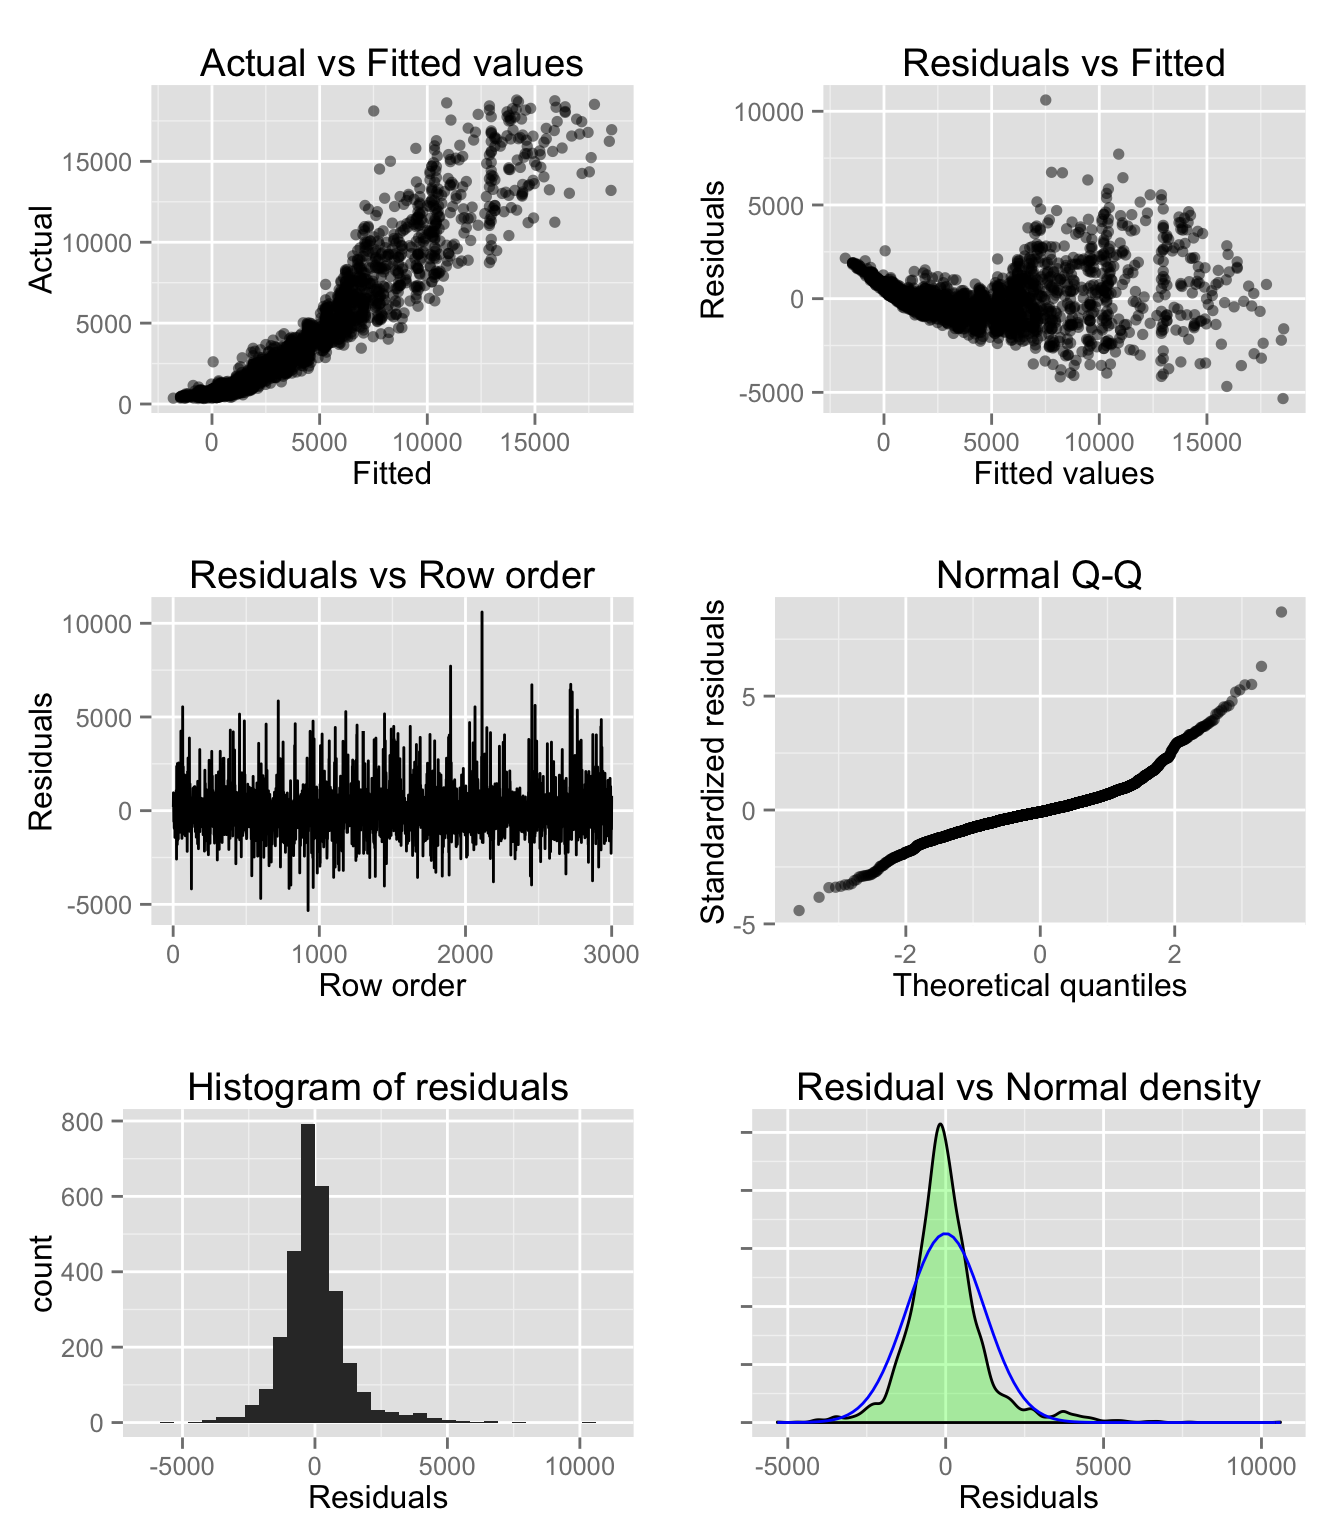 Actual vs Fitted values
Actual
15000
10000
5000
0
0 5000 10000 15000
Fitted
Residuals vs Fitted
Residuals
10000
5000
0
-5000
0 5000 10000 15000
Fitted values
Residuals vs Row order
Residuals
10000
5000
0
-5000
0 1000 2000 3000
Row order
Normal Q-Q
Standardized residuals
5
0
-5
-2 0 2
Theoretical quantiles
Histogram of residuals
count
800
600
400
200
0
-5000 0 5000 10000
Residuals
Residual vs Normal density
-5000 0 5000 10000
Residuals